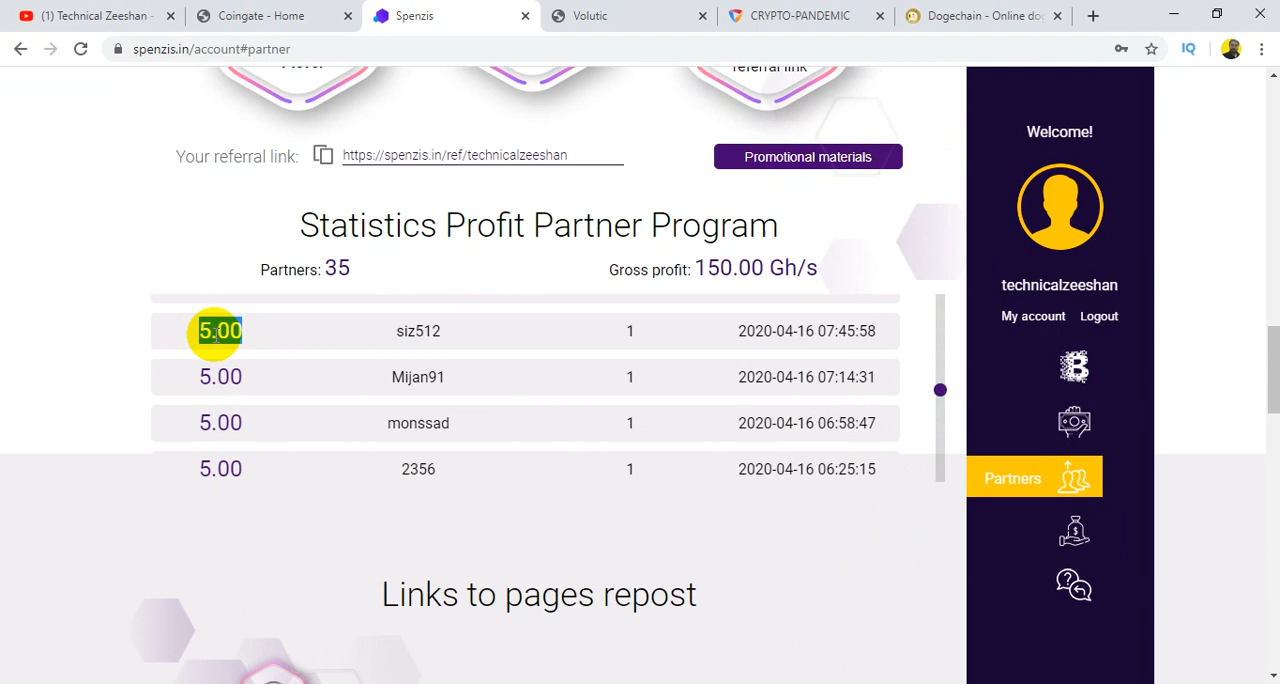 (1) Technical Zeeshan -
Coingate - Home
Spenzis
Volutic
CRYPTO-PANDEMIC
Dogechain - Online dog
spenzis.in/account#partner
IQ
referral link
Your referral link:
https://spenzis.in/ref/technicalzeeshan
Promotional materials
Statistics Profit Partner Program
Partners: 35
Gross profit: 150.00 Gh/s
5.00 siz512 1 2020-04-16 07:45:58
5.00 Mijan91 1 2020-04-16 07:14:31
5.00 monssad 1 2020-04-16 06:58:47
5.00 2356 1 2020-04-16 06:25:15
Links to pages repost
Welcome!
technicalzeeshan
My account Logout
Partners